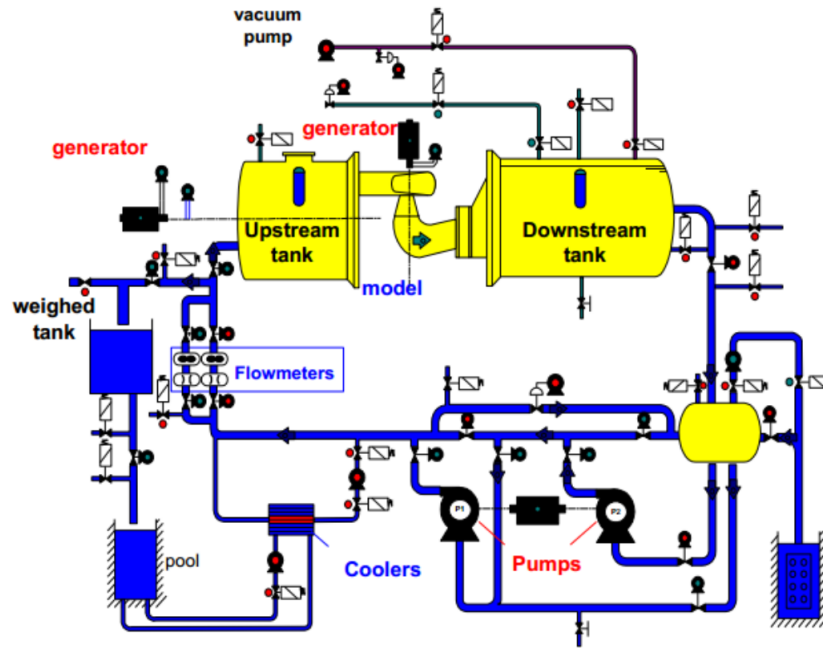 vacuum
pump
generator
generator
Upstream
tank
Downstream
tank
model
weighed
tank
Flowmeters
P1
P2
pool
Coolers
Pumps